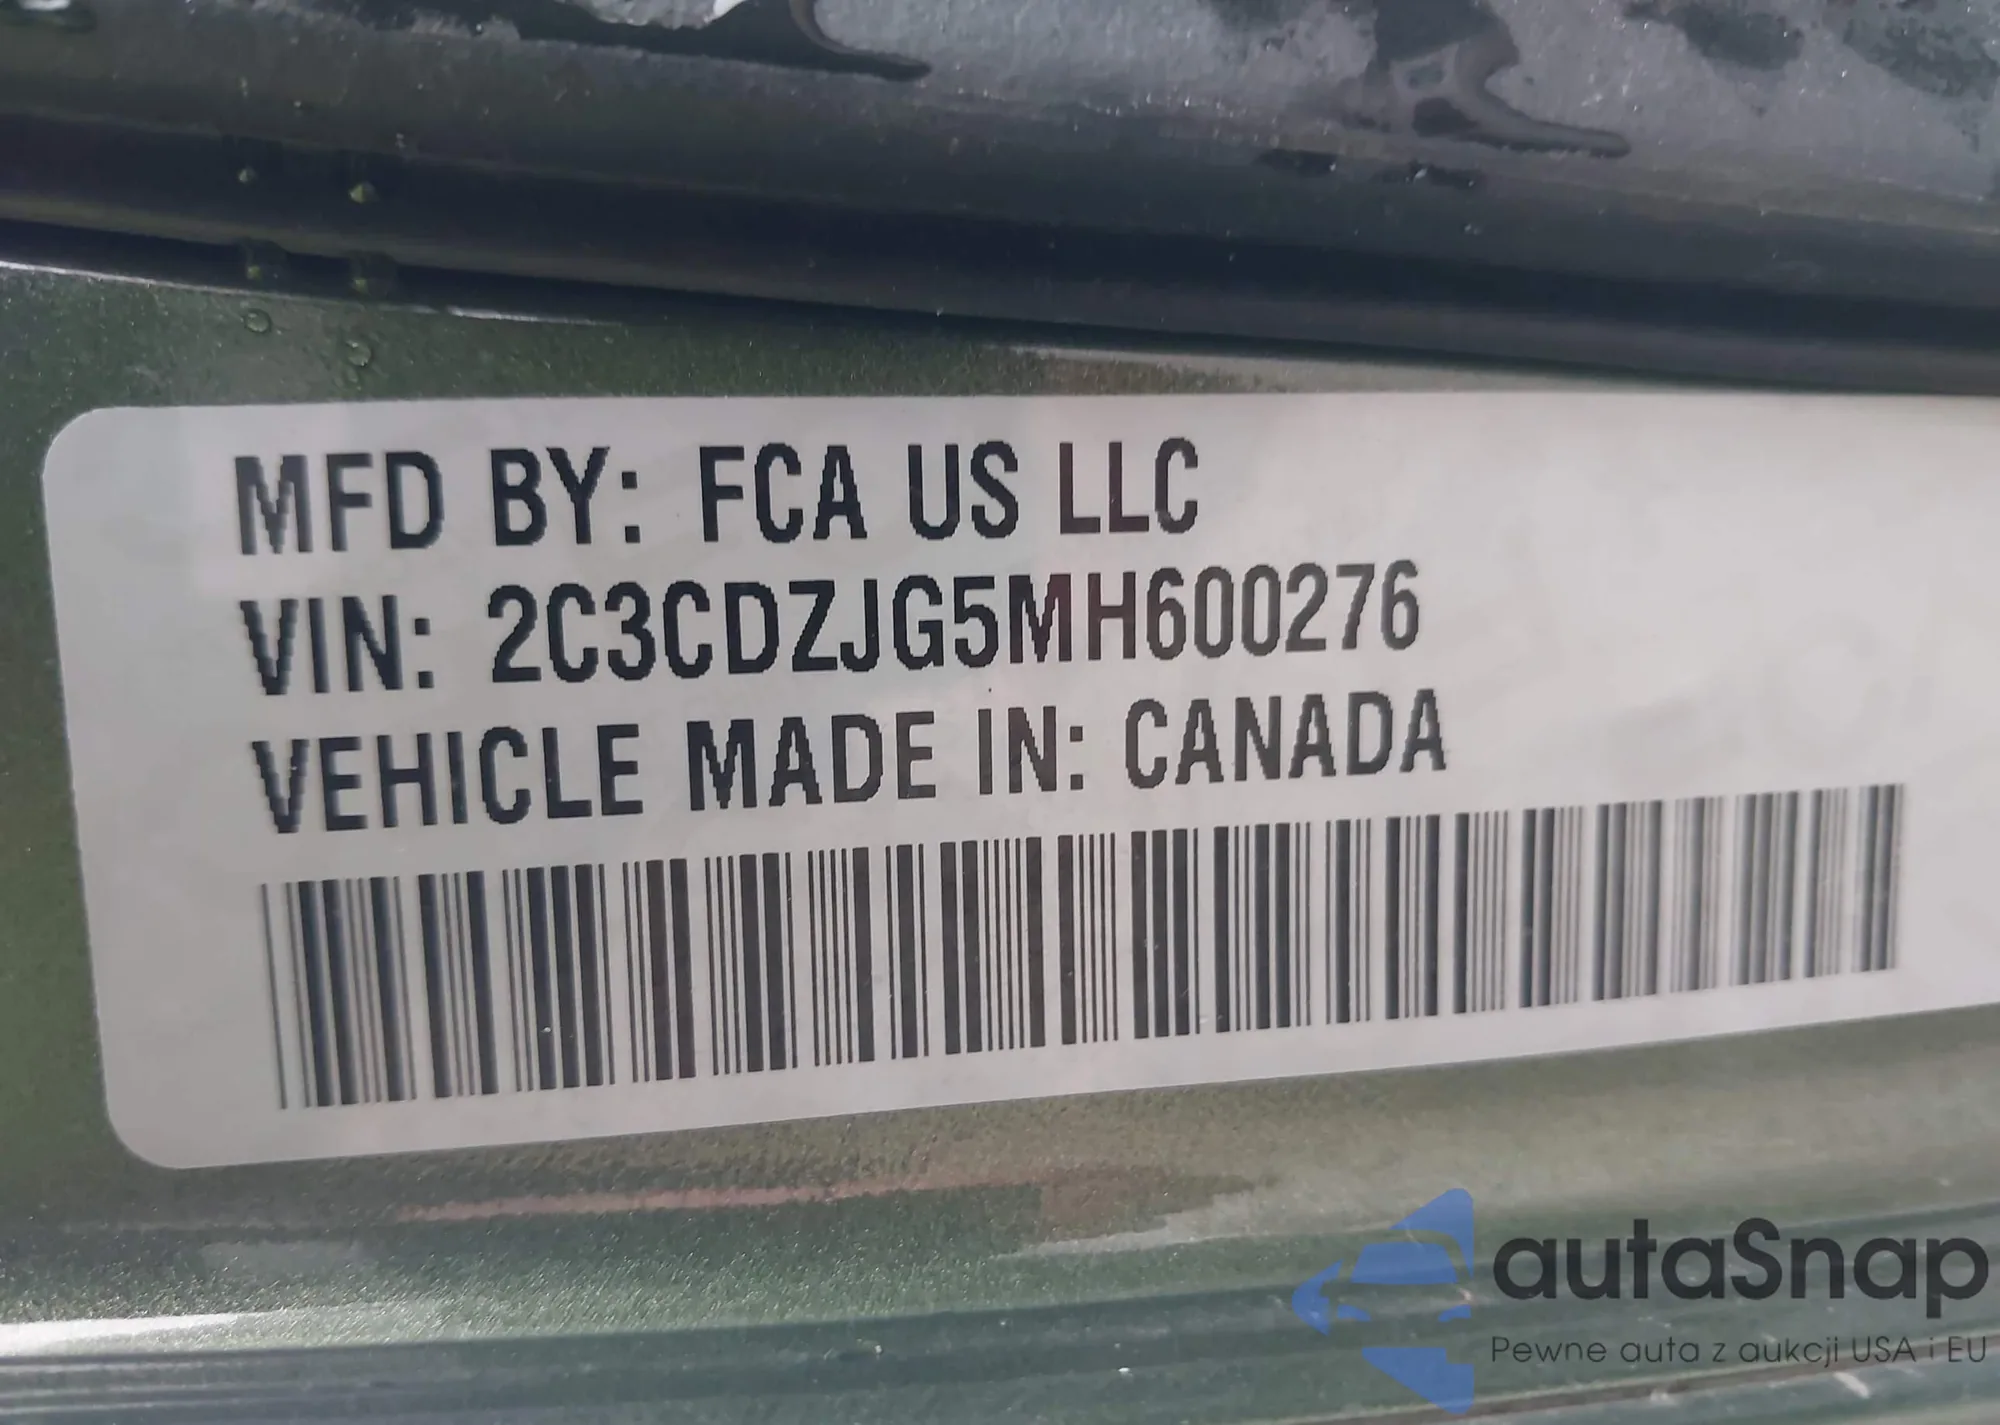 MFD BY: FCA US LLC
VIN: 2C3CDZJG5MH600276
VEHICLE MADE IN: CANADA
autaSnap
Pewne auta z aukcji USA i EU